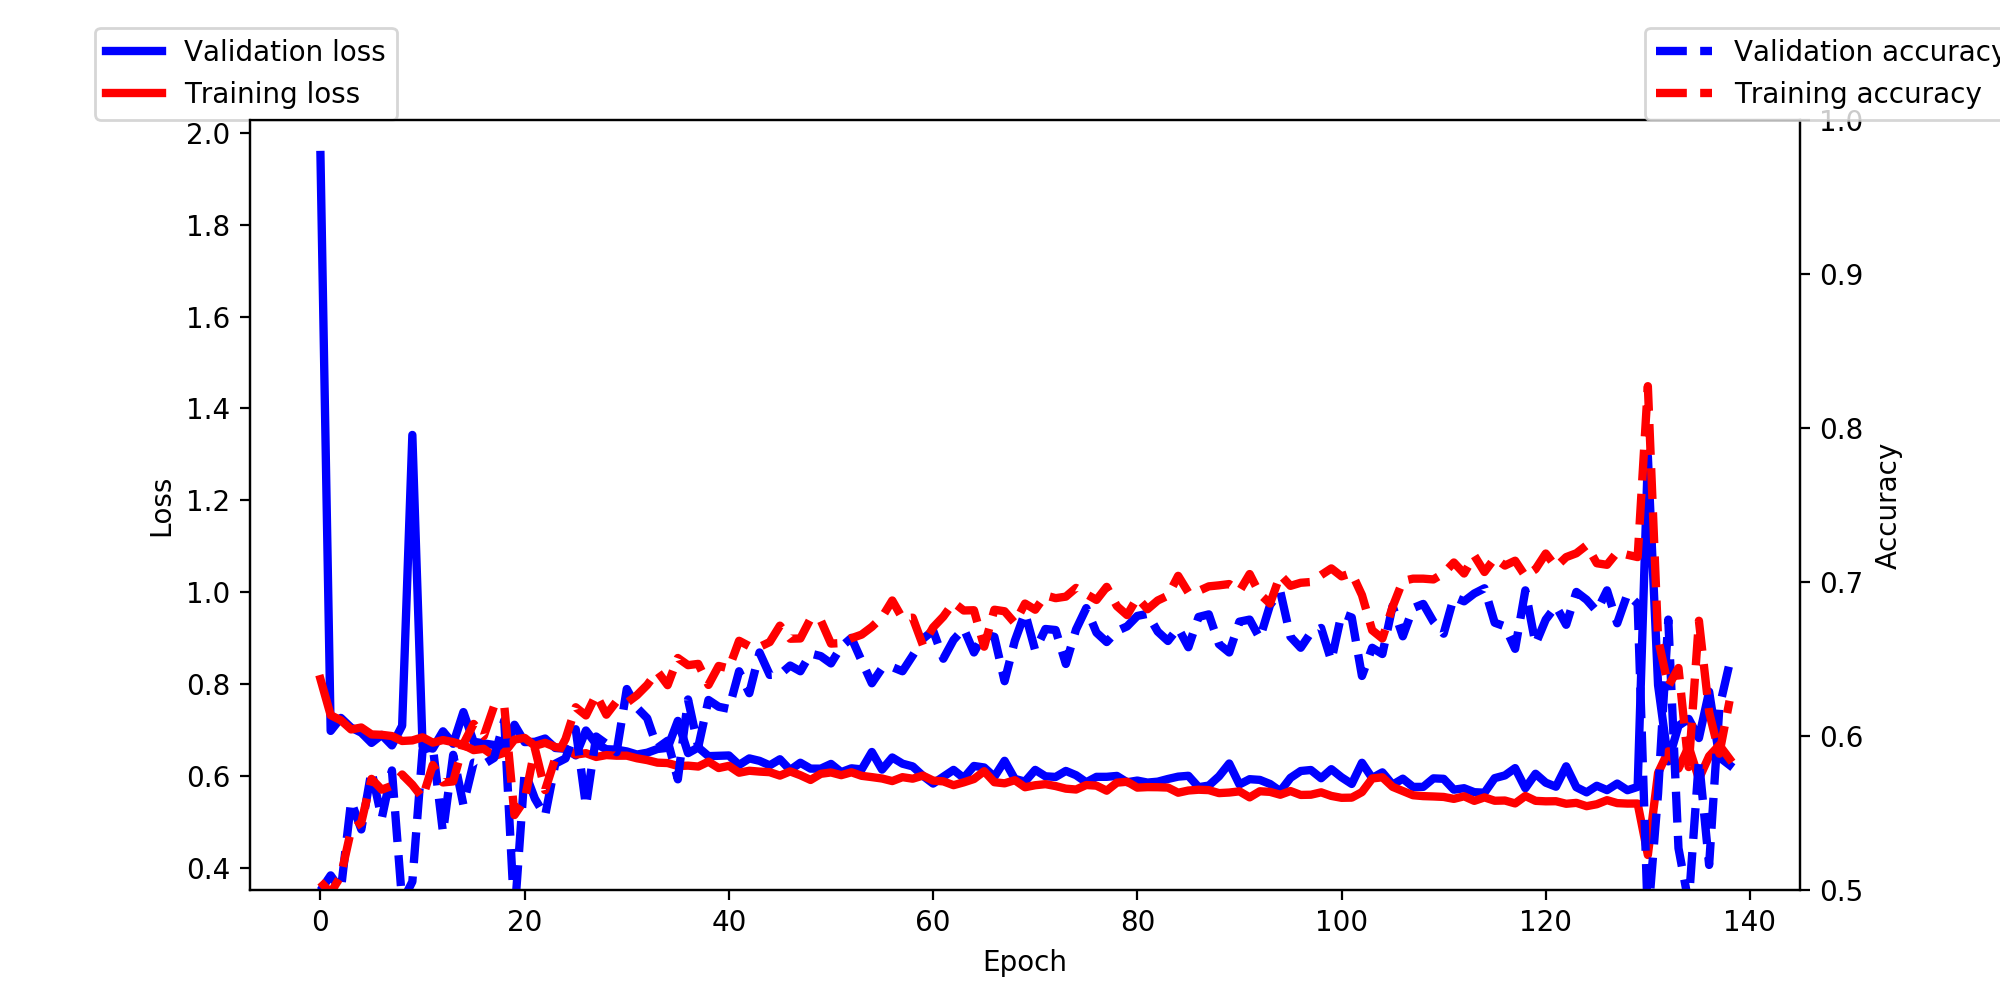 Validation loss
Training loss
Validation accuracy
Training accuracy
2.0
1.8
1.6
1.4
1.2
1.0
0.8
0.6
0.4
Loss
1.0
0.9
0.8
0.7
0.6
0.5
Accuracy
0 20 40 60 80 100 120 140
Epoch